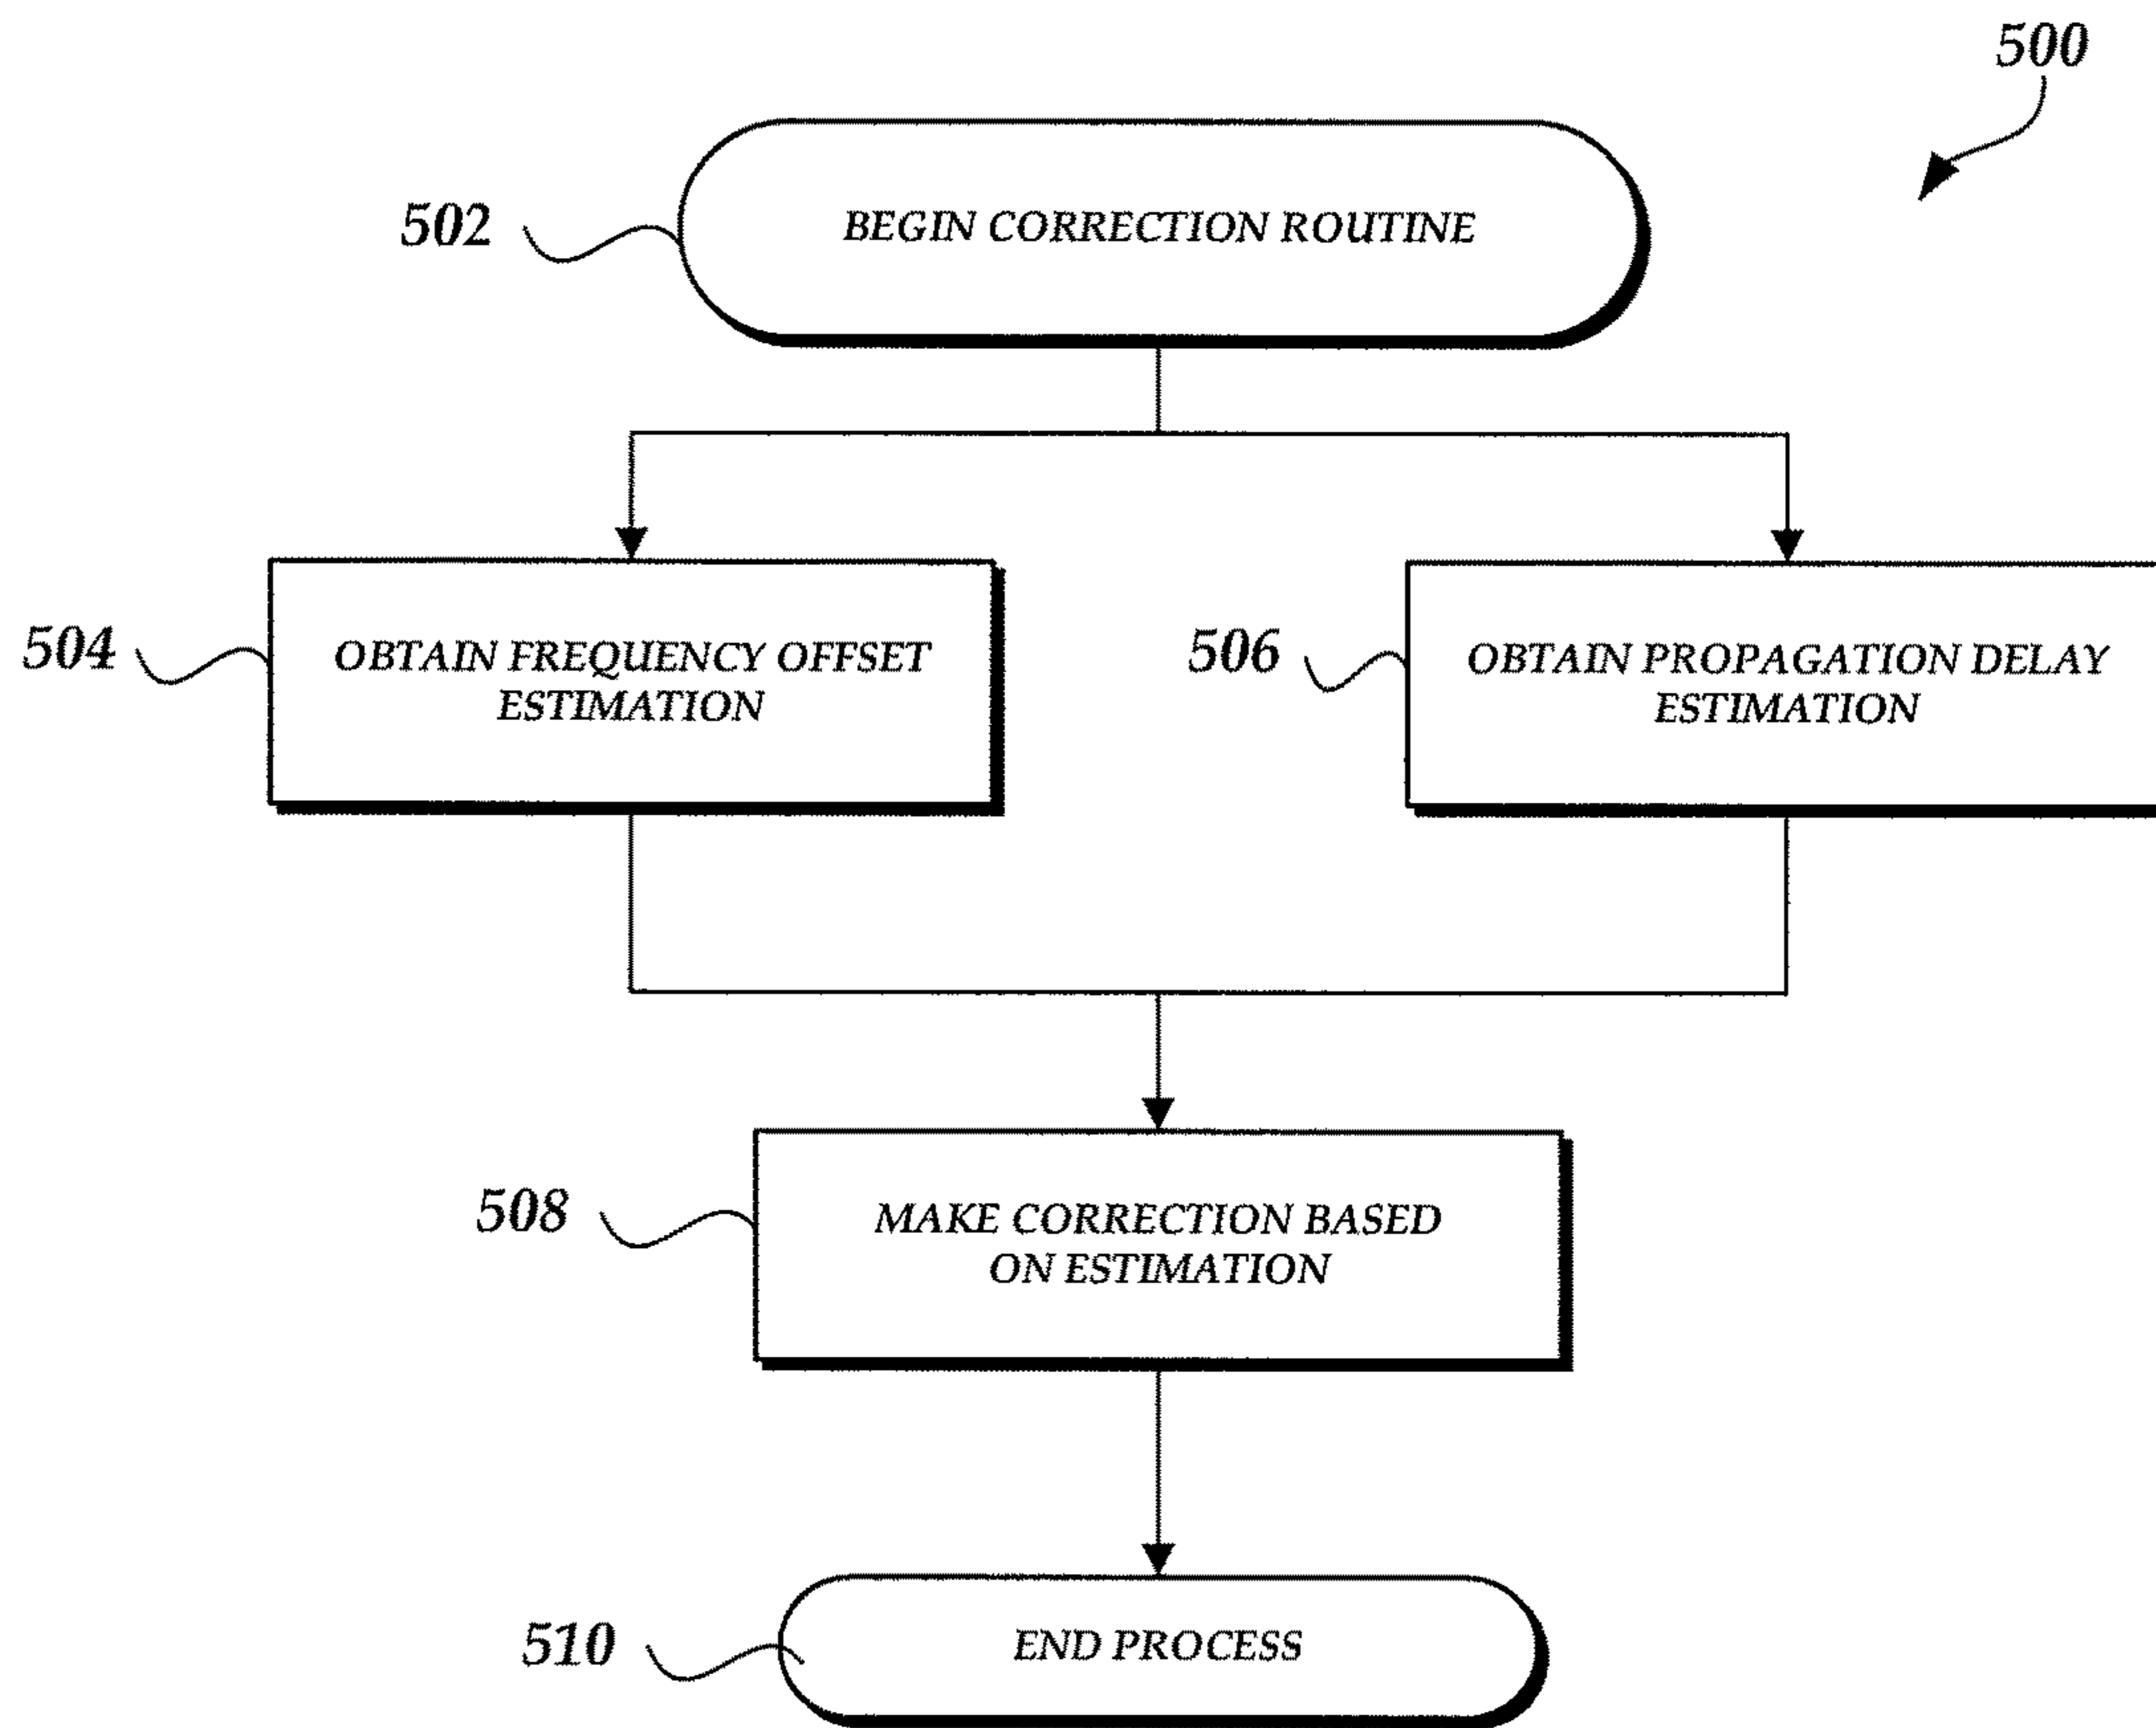 500
502
BEGIN CORRECTION ROUTINE
504
OBTAIN FREQUENCY OFFSET
ESTIMATION
506
OBTAIN PROPAGATION DELAY
ESTIMATION
508
MAKE CORRECTION BASED
ON ESTIMATION
510
END PROCESS